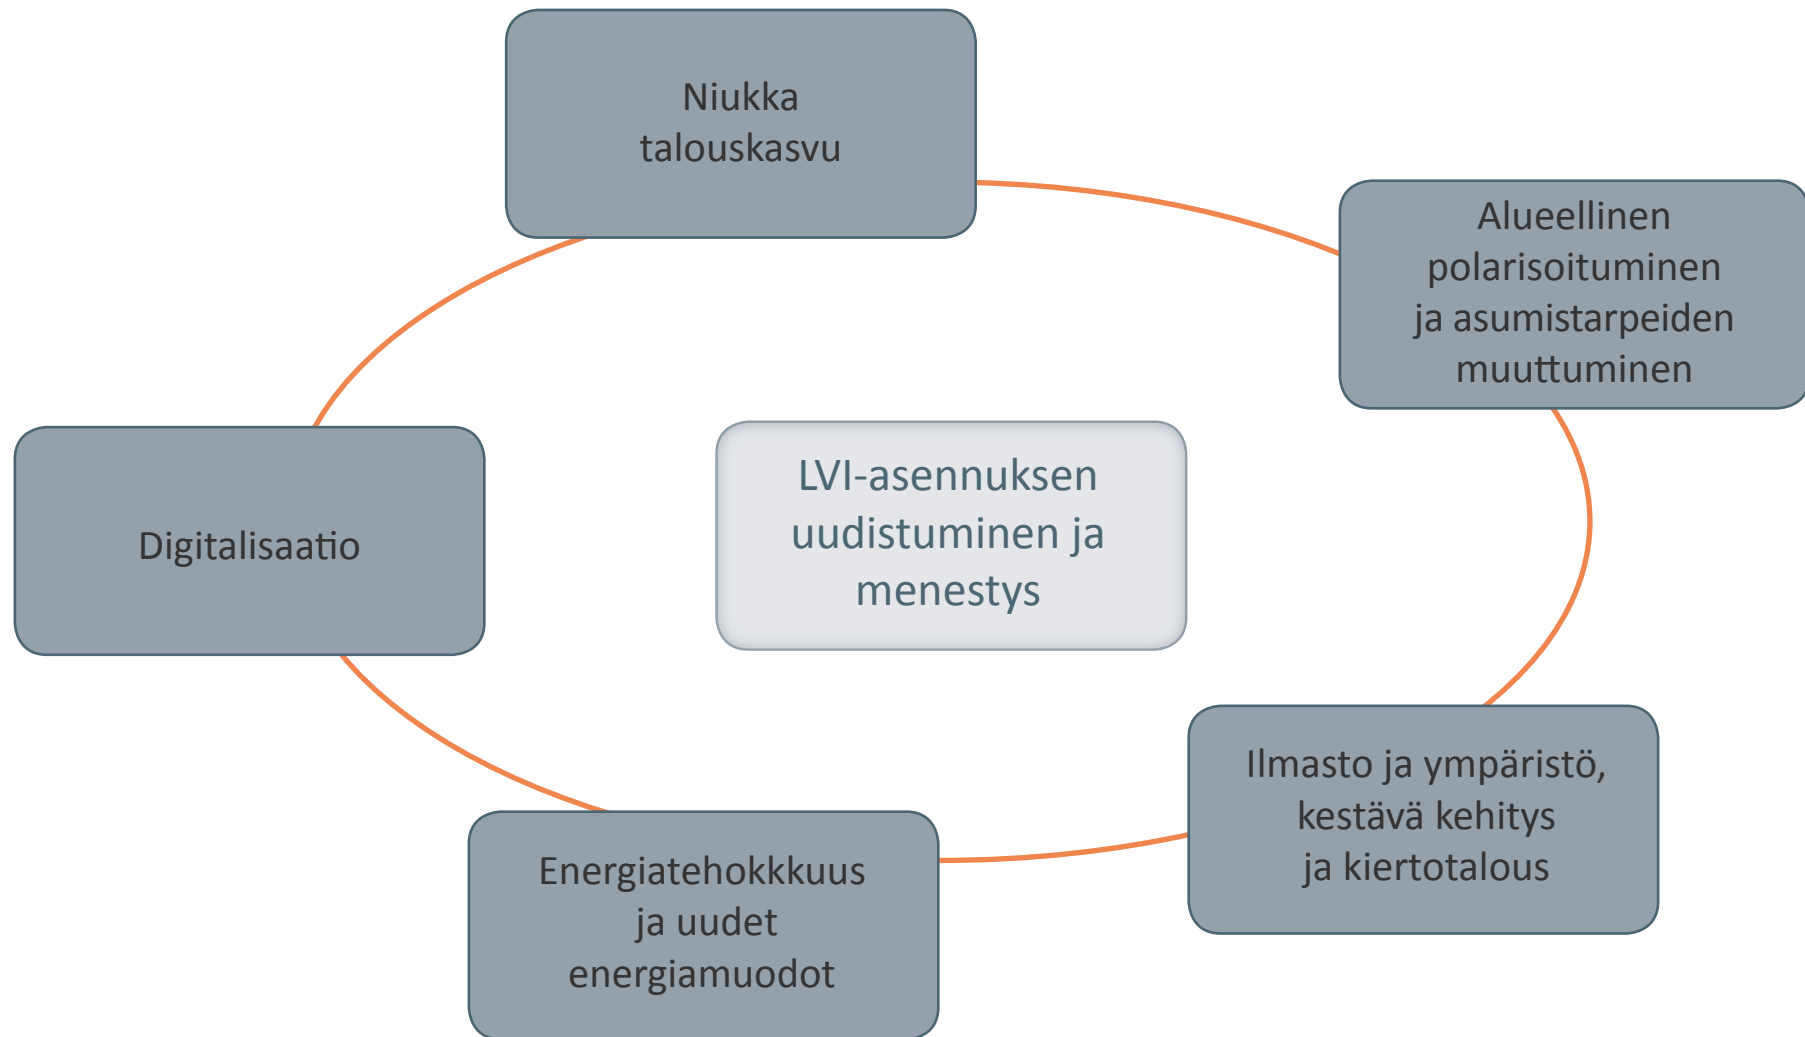 Niukka
talouskasvu
Alueellinen
polarisoituminen
ja asumistarpeiden
muuttuminen
LVI-asennuksen
uudistuminen ja
menestys
Digitalisaatio
Ilmasto ja ympäristö,
kestävä kehitys
ja kiertotalous
Energiatehokkkuus
ja uudet
energiamuodot